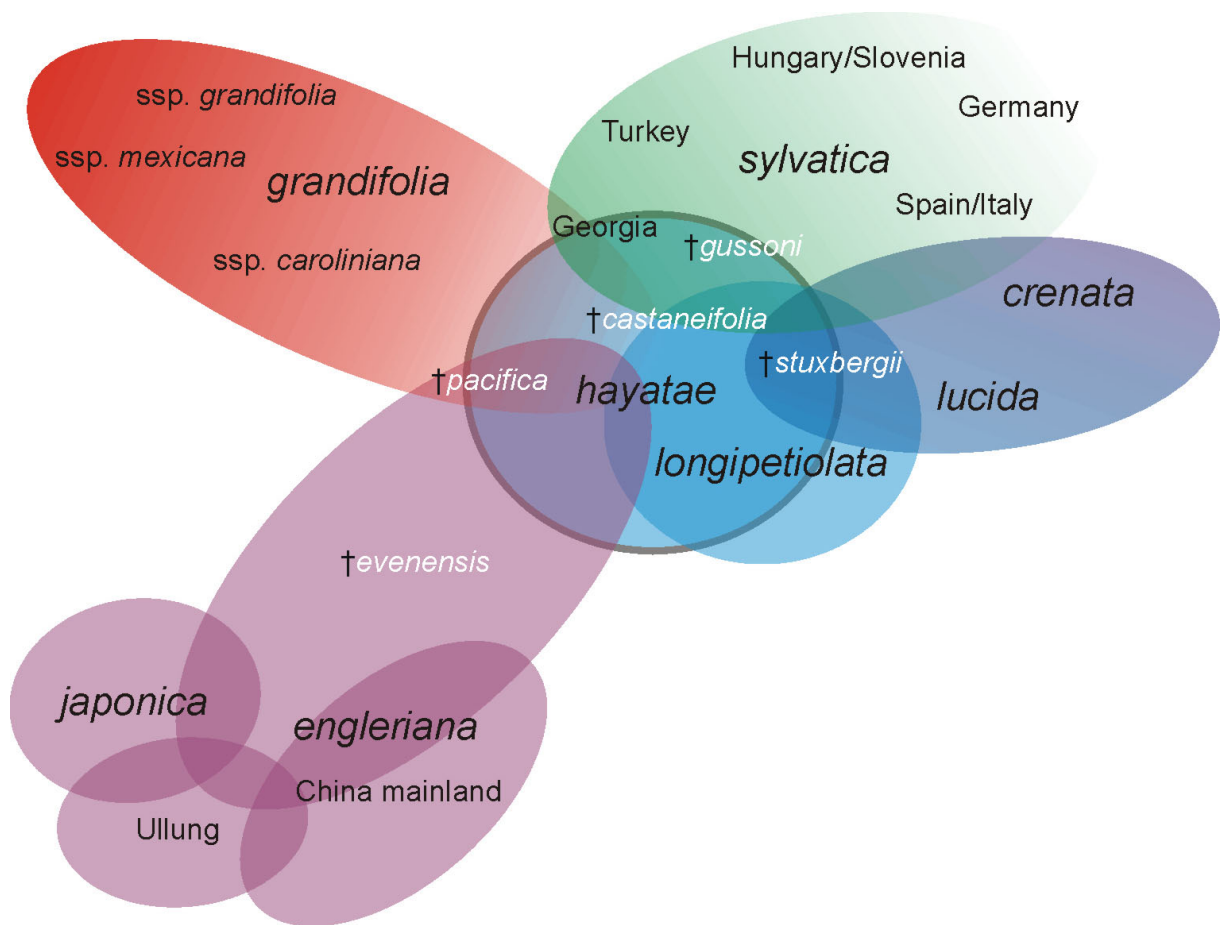 Hungary/Slovenia
ssp. grandifolia
Germany
Turkey
ssp. mexicana
sylvatica
grandifolia
Spain/Italy
Georgia
†gussoni
ssp. caroliniana
crenata
†castaneifolia
†stuxbergii
†pacifica
hayatae
lucida
longipetiolata
†evenensis
japonica
engleriana
China mainland
Ullung